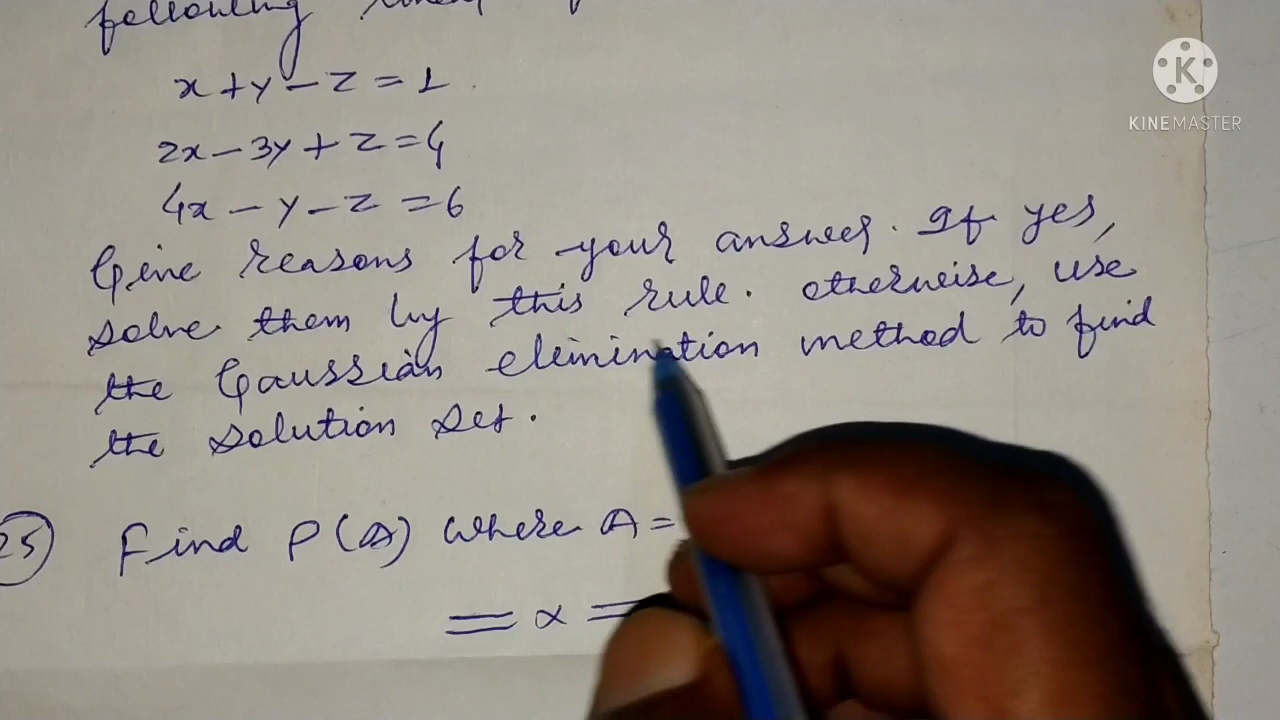 following
x+y-z=1
2x-3y+z=4
4x-y-z=6
Give reasons for your answer. If yes,
solve them by this rule. otherwise, use
the Gaussian elimination method to find
the solution set.
25 Find P(A) where A=
=x=
K
KINEMASTER